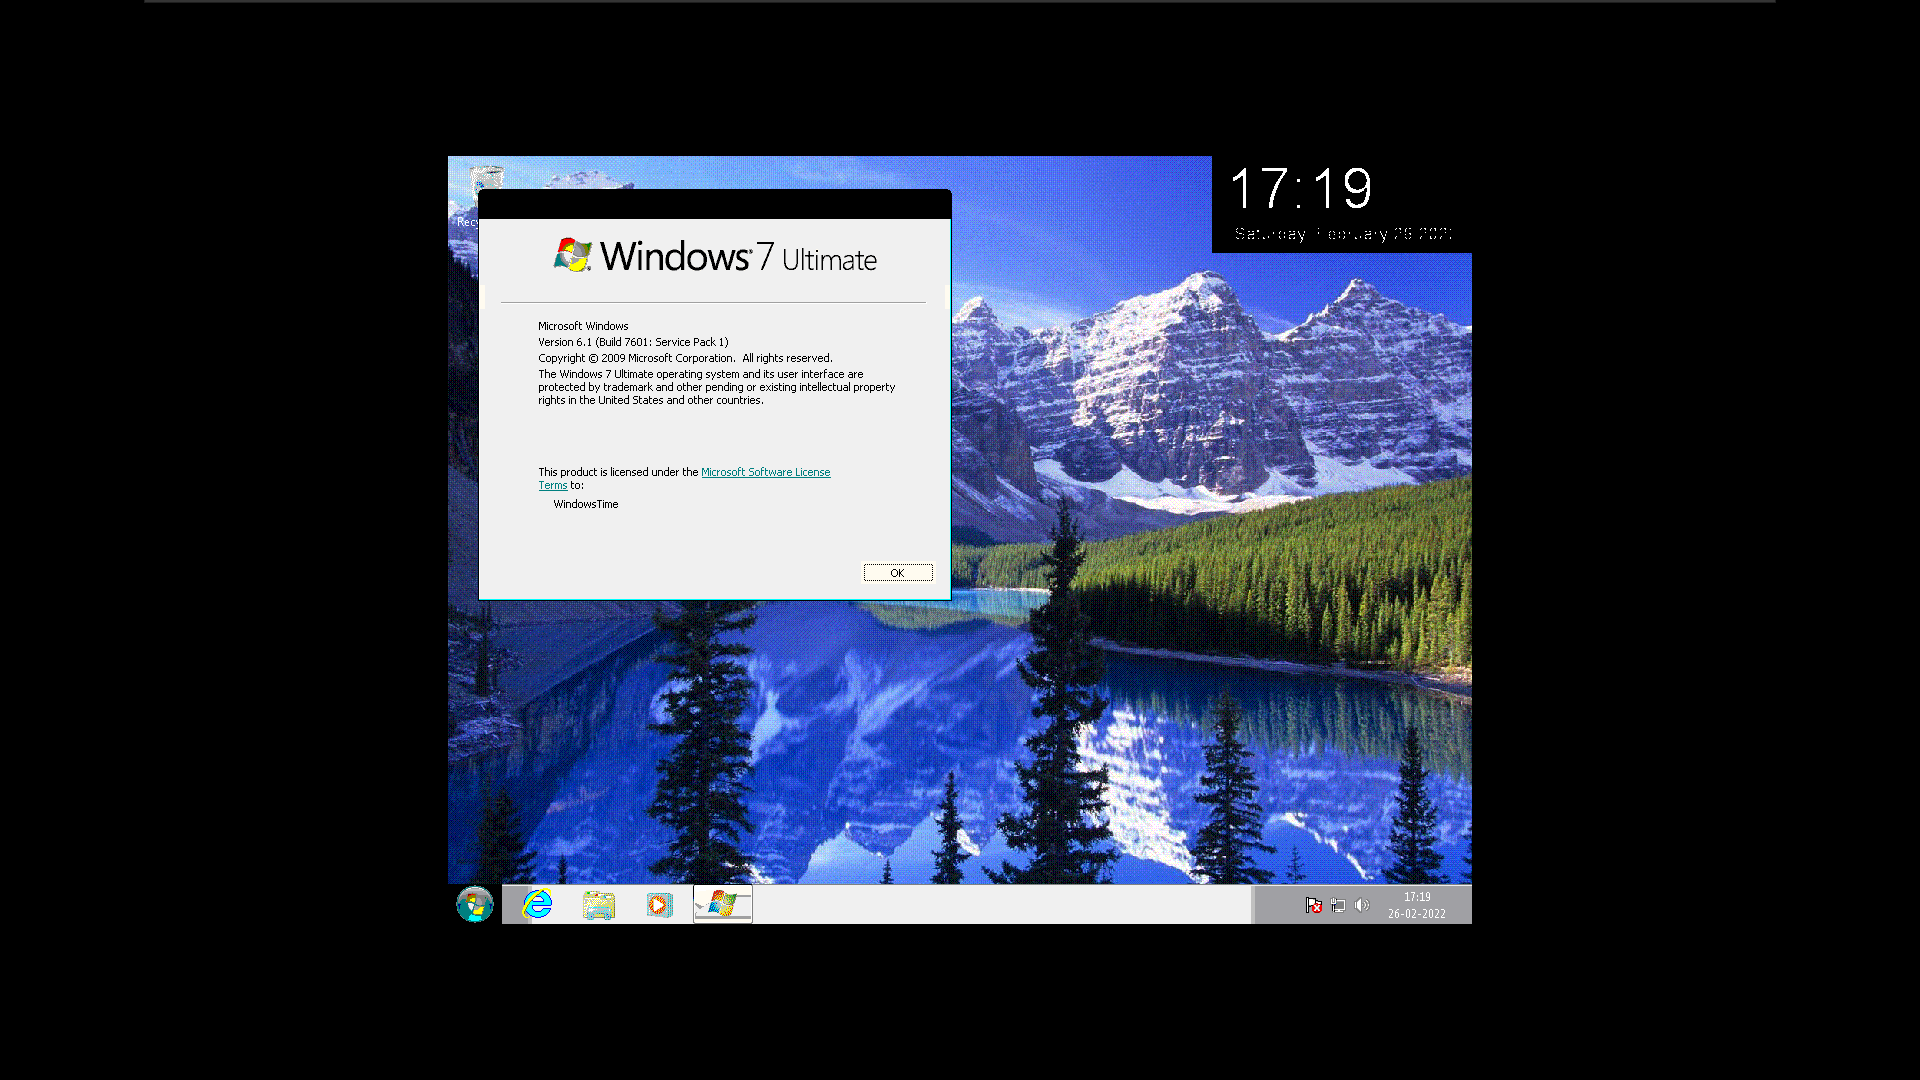 Recy
17:19
Saturday, February 26 202
Windows 7 Ultimate
Microsoft Windows
Version 6.1 (Build 7601: Service Pack 1)
Copyright © 2009 Microsoft Corporation. All rights reserved.
The Windows 7 Ultimate operating system and its user interface are
protected by trademark and other pending or existing intellectual property
rights in the United States and other countries.
This product is licensed under the Microsoft Software License
Terms to:
WindowsTime
OK
17:19
26-02-2022